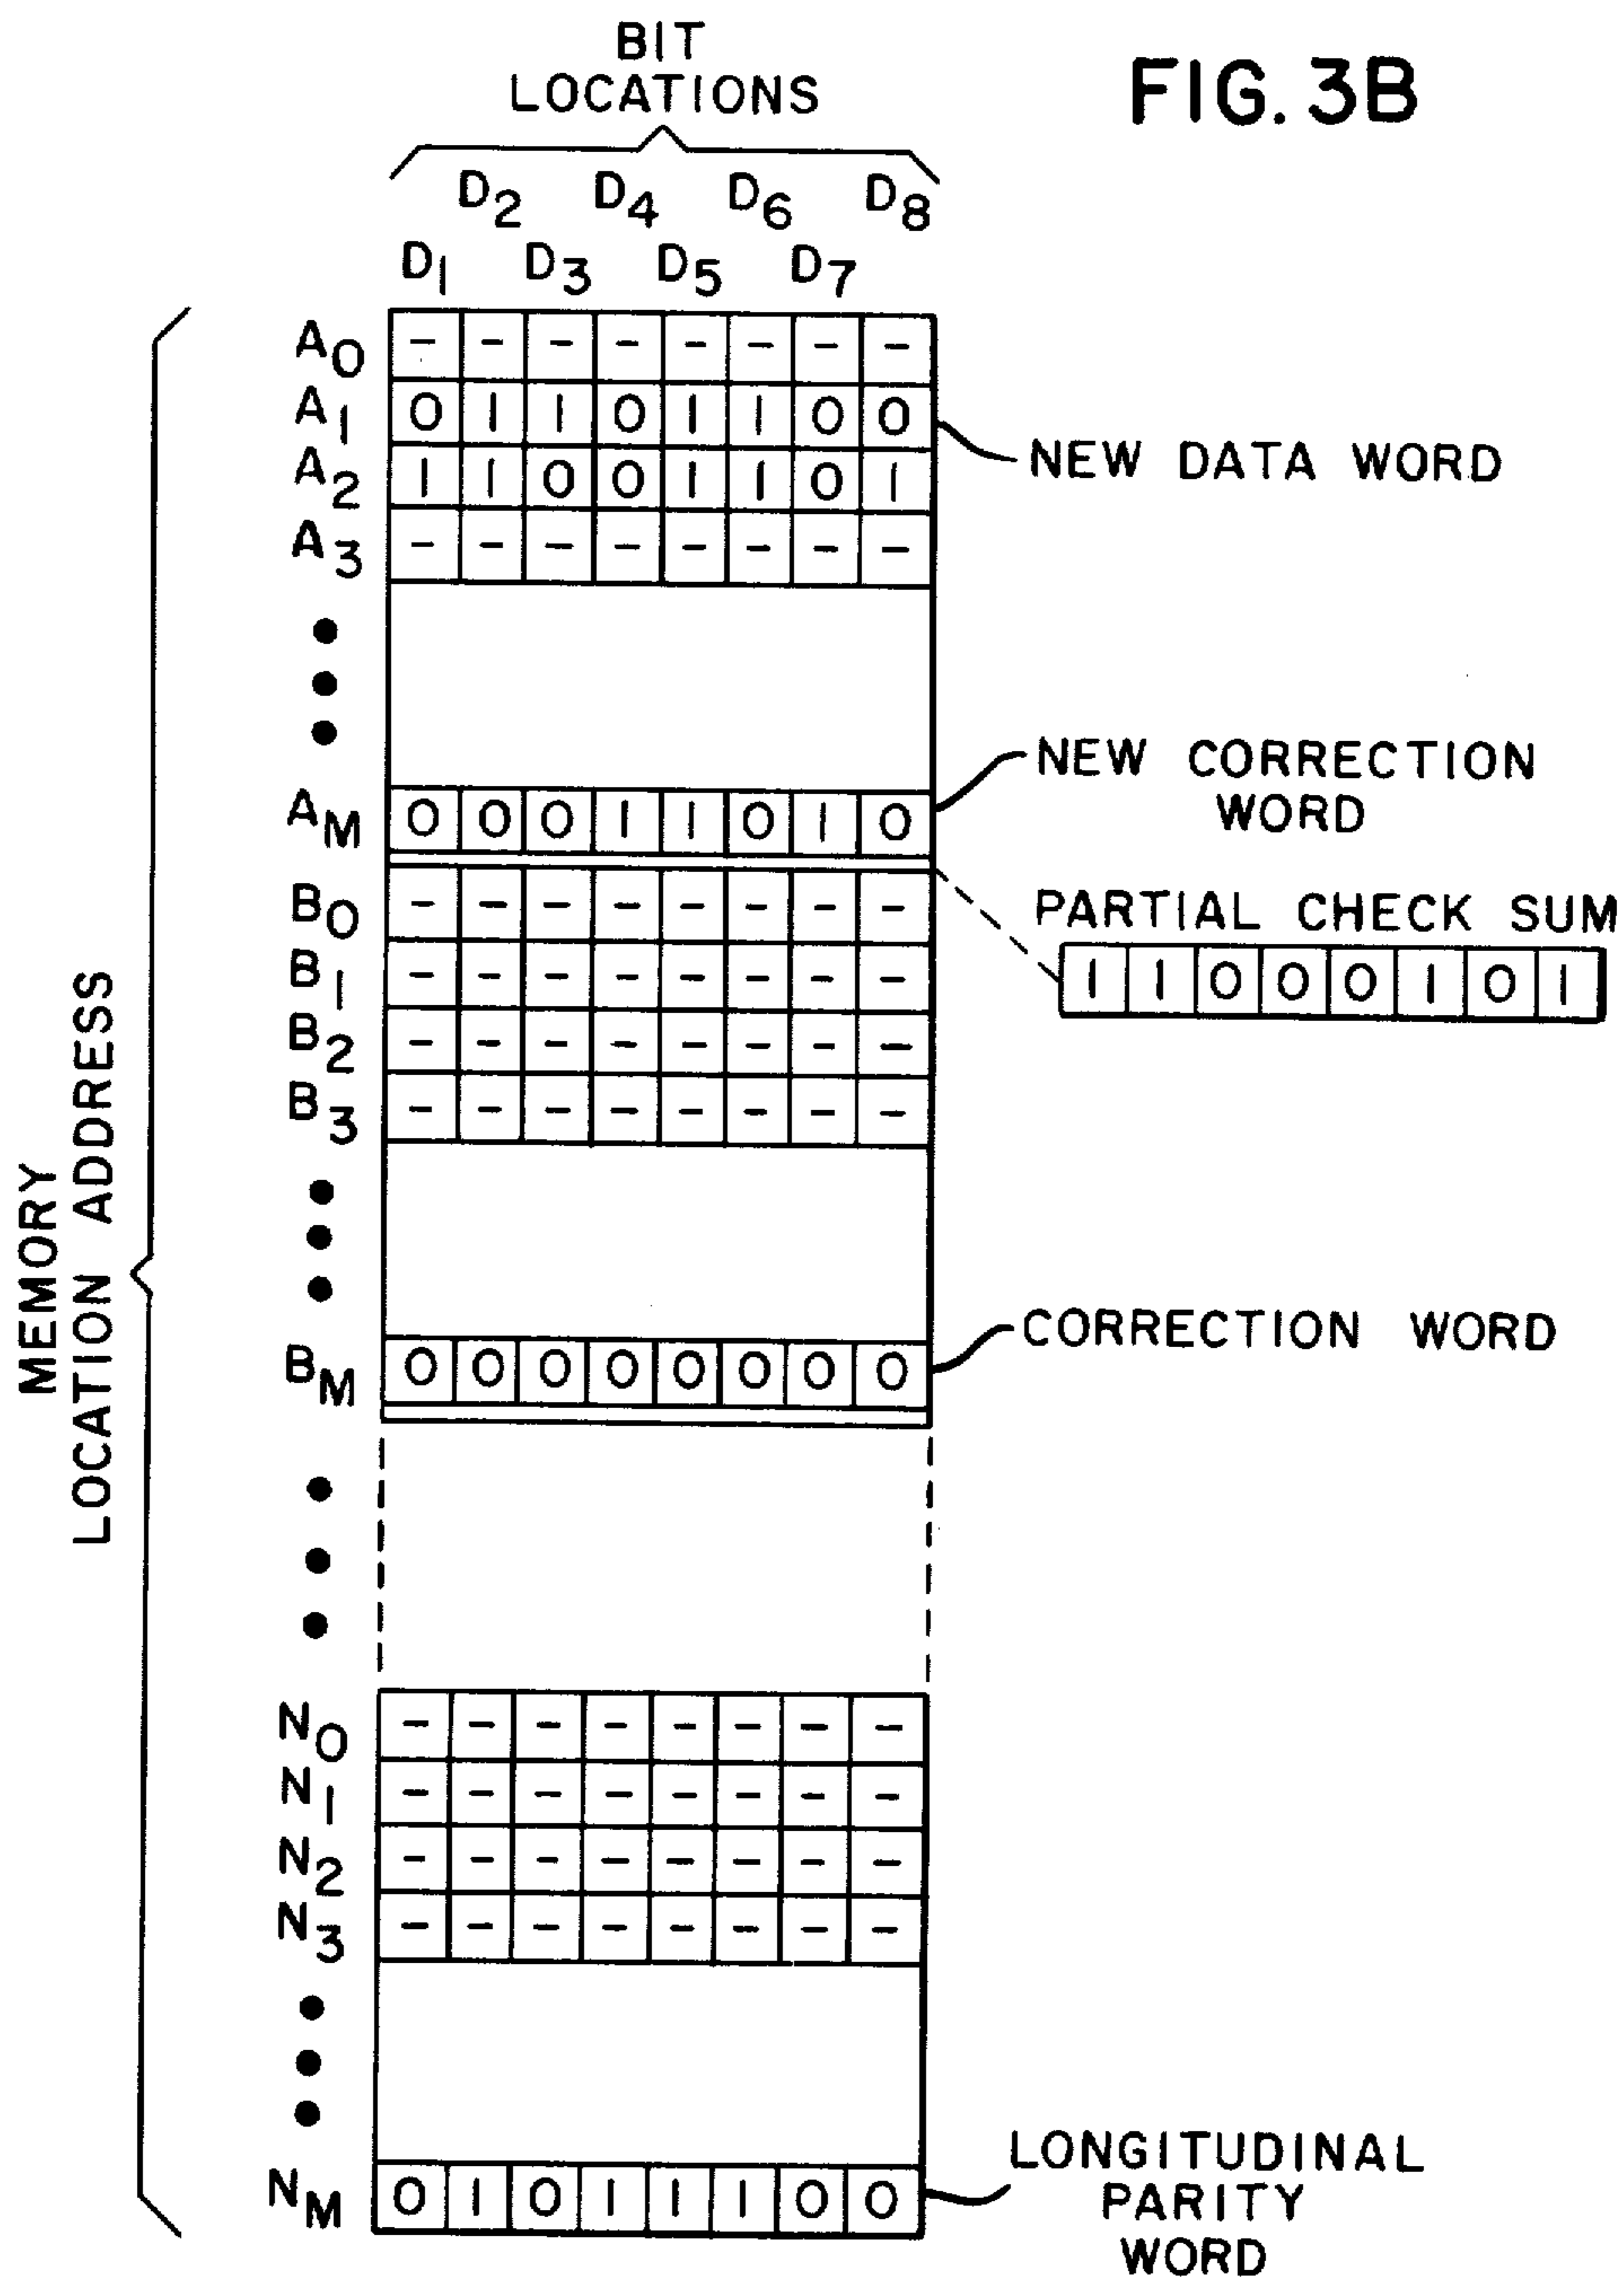 FIG. 3B
BIT
LOCATIONS
D2 D4 D6 D8
D1 D3 D5 D7
A0 - - - - - - - -
A1 0 1 1 0 1 1 0 0
NEW DATA WORD
A2 1 1 0 0 1 1 0 1
A3 - - - - - - - -
NEW CORRECTION
WORD
AM 0 0 0 1 1 0 1 0
PARTIAL CHECK SUM
1 1 0 0 0 1 0 1
B0 - - - - - - - -
B1 - - - - - - - -
B2 - - - - - - - -
B3 - - - - - - - -
MEMORY
LOCATION ADDRESS
CORRECTION WORD
BM 0 0 0 0 0 0 0 0
N0 - - - - - - - -
N1 - - - - - - - -
N2 - - - - - - - -
N3 - - - - - - - -
NM 0 1 0 1 1 1 0 0
LONGITUDINAL
PARITY
WORD